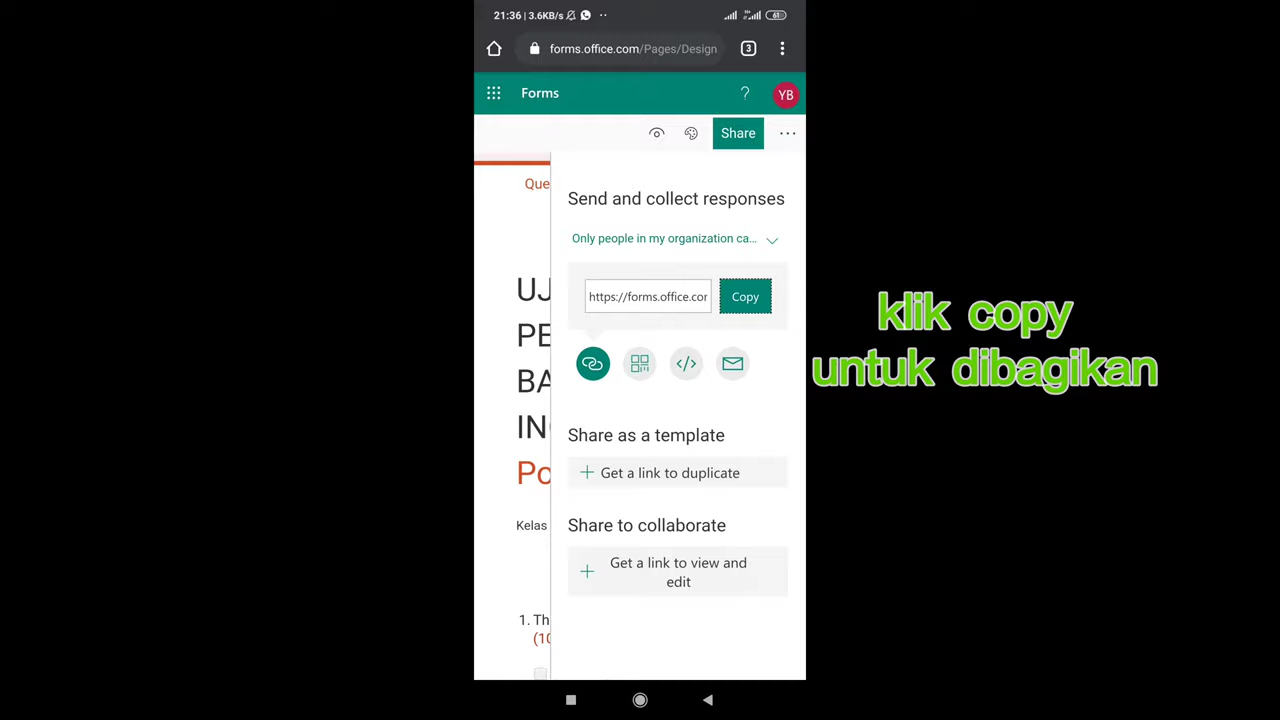 21:36 | 3.6KB/s
61
forms.office.com/Pages/Design
3
Forms
?
YB
Share
Que
Send and collect responses
Only people in my organization ca...
https://forms.office.cor
Copy
UJ
PE
BA
IN
Po
Kelas
klik copy
untuk dibagikan
</>
Share as a template
+ Get a link to duplicate
Share to collaborate
+ Get a link to view and
edit
1. Th
(10